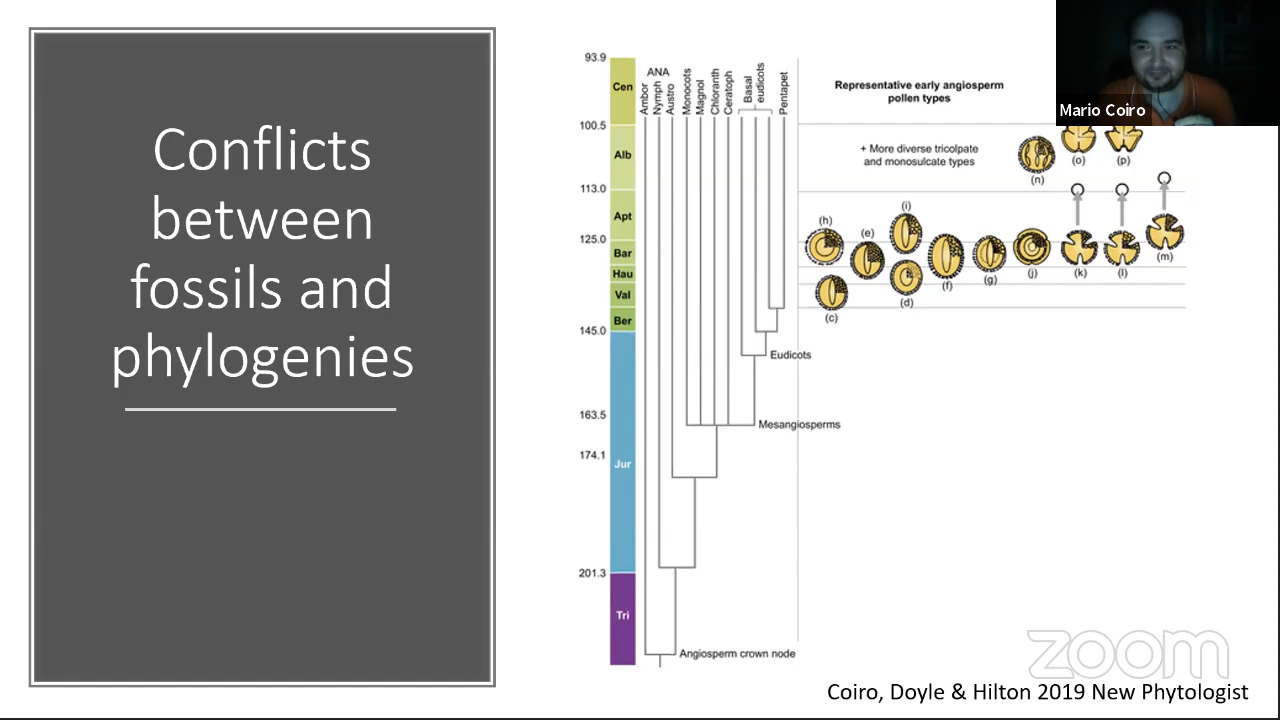 Conflicts
between
fossils and
phylogenies
93.9
100.5
113.0
125.0
145.0
163.5
174.1
201.3
Cen
Alb
Apt
Bar
Hau
Val
Ber
Jur
Tri
ANA
Ambor
Nymph
Austro
Monocots
Magnol
Chloranth
Ceratoph
Basal
eudicots
Pentapet
Eudicots
Mesangiosperms
Angiosperm crown node
Representative early angiosperm
pollen types
+ More diverse tricolpate
and monosulcate types
(n)
(o)
(p)
(h)
(e)
(i)
(c)
(d)
(f)
(g)
(j)
(k)
(l)
(m)
Mario Coiro
zoom
Coiro, Doyle & Hilton 2019 New Phytologist